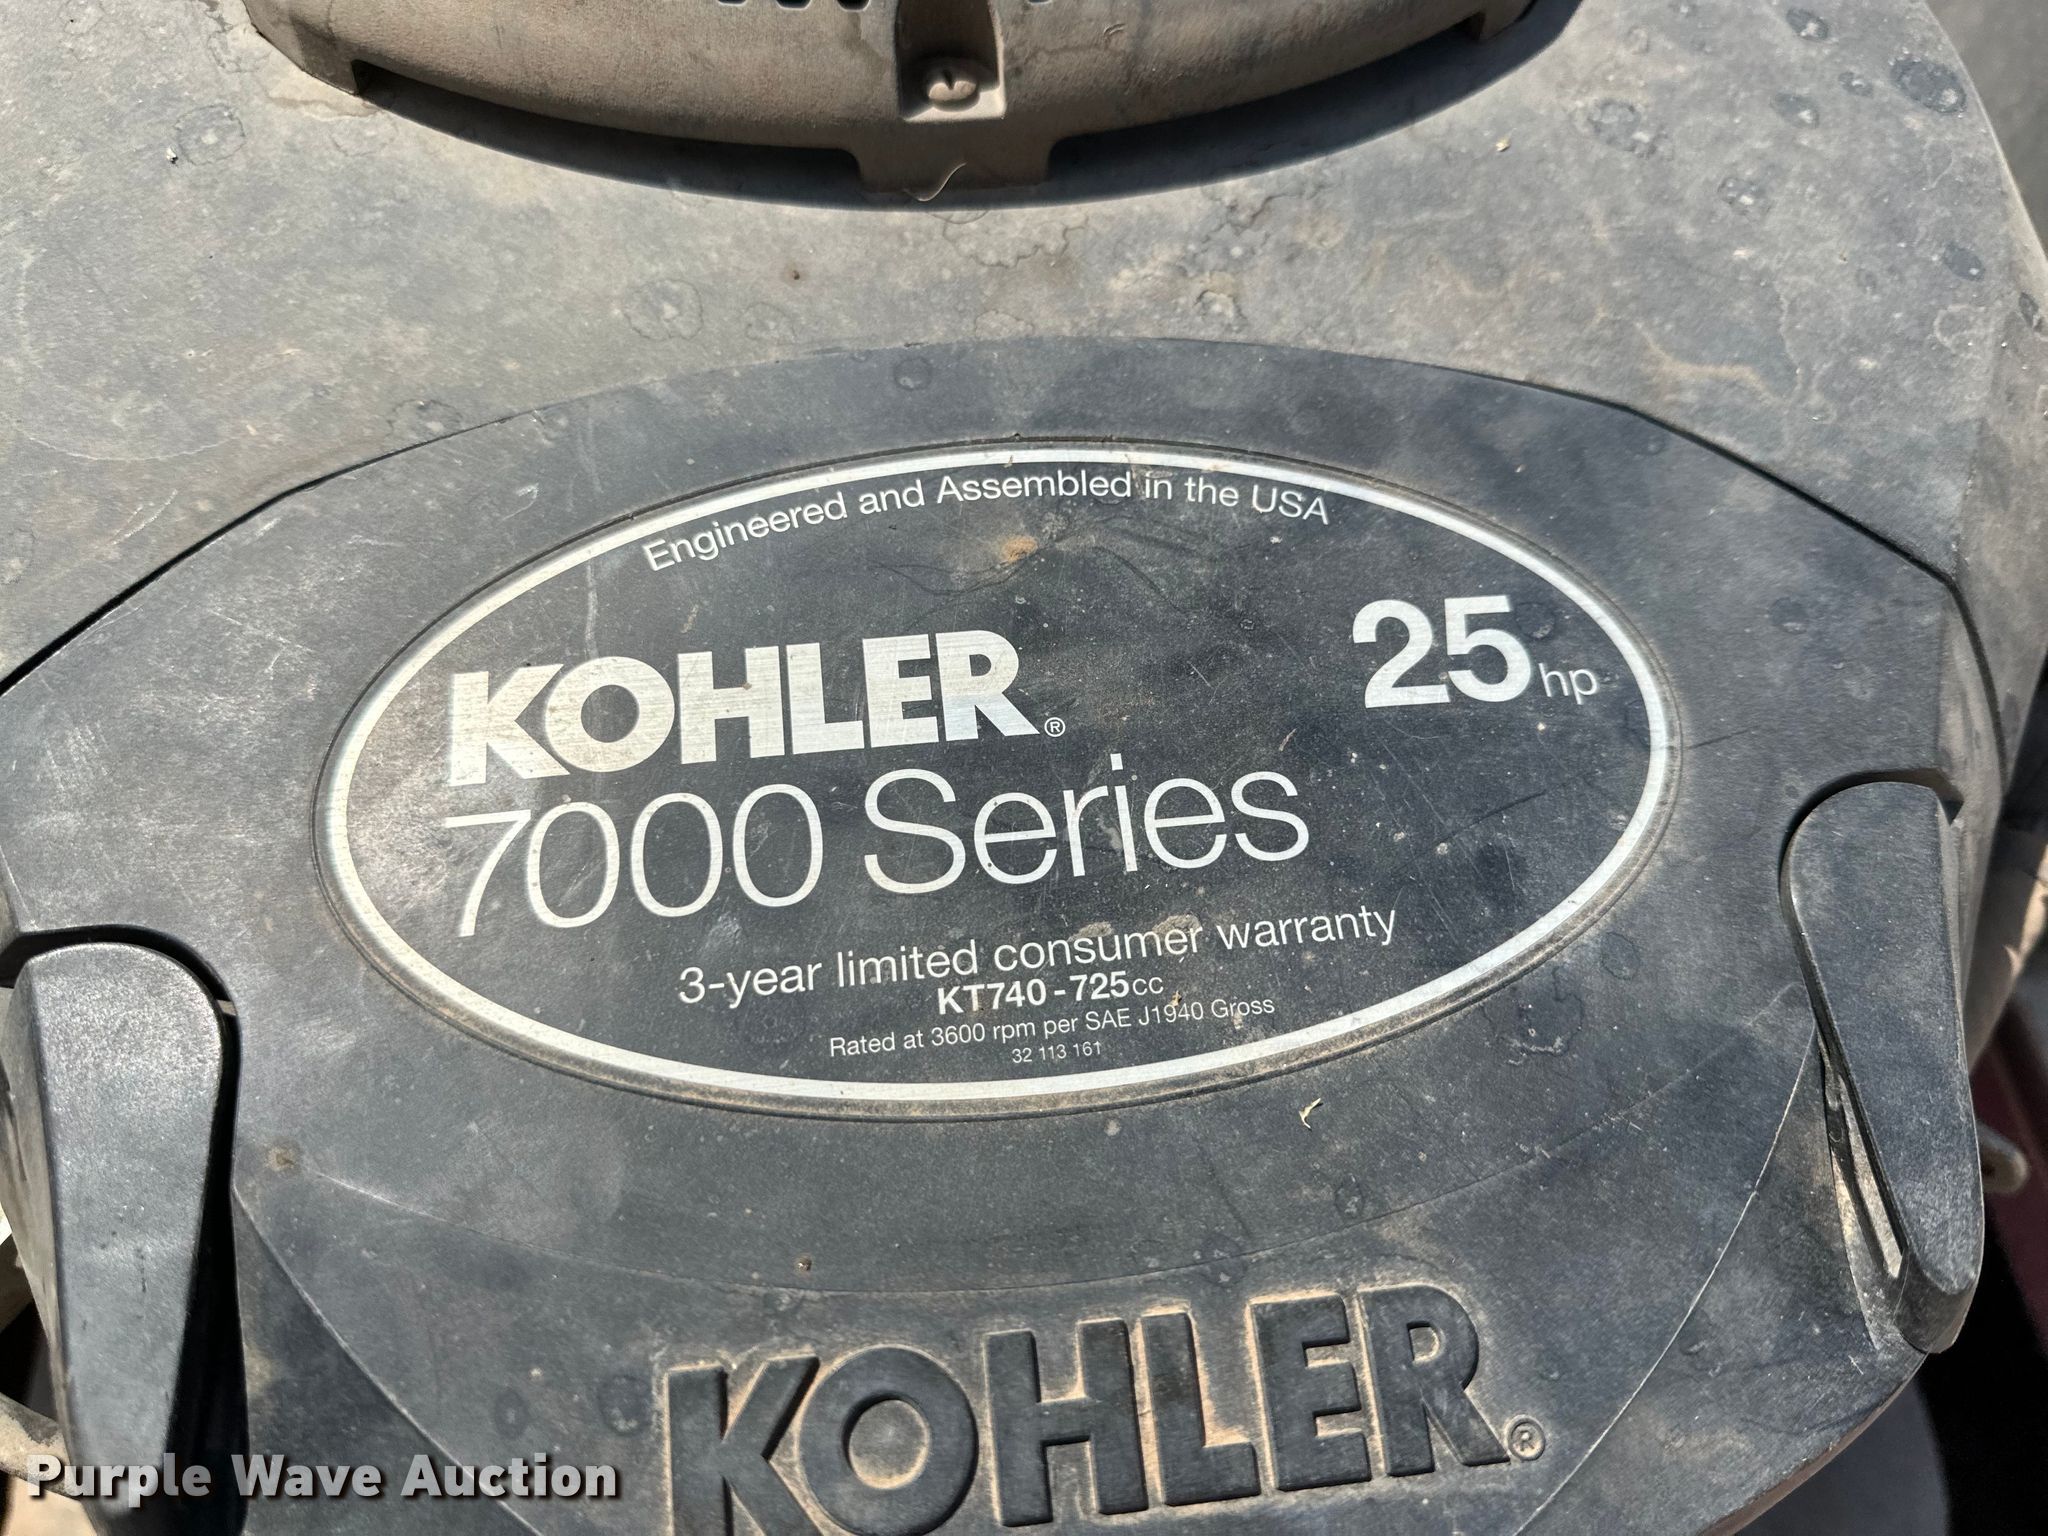 Engineered and Assembled in the USA
25 hp
KOHLER®
7000 Series
3-year limited consumer warranty
KT740 - 725cc
Rated at 3600 rpm per SAE J1940 Gross
32 113 161
KOHLER®
Purple Wave Auction